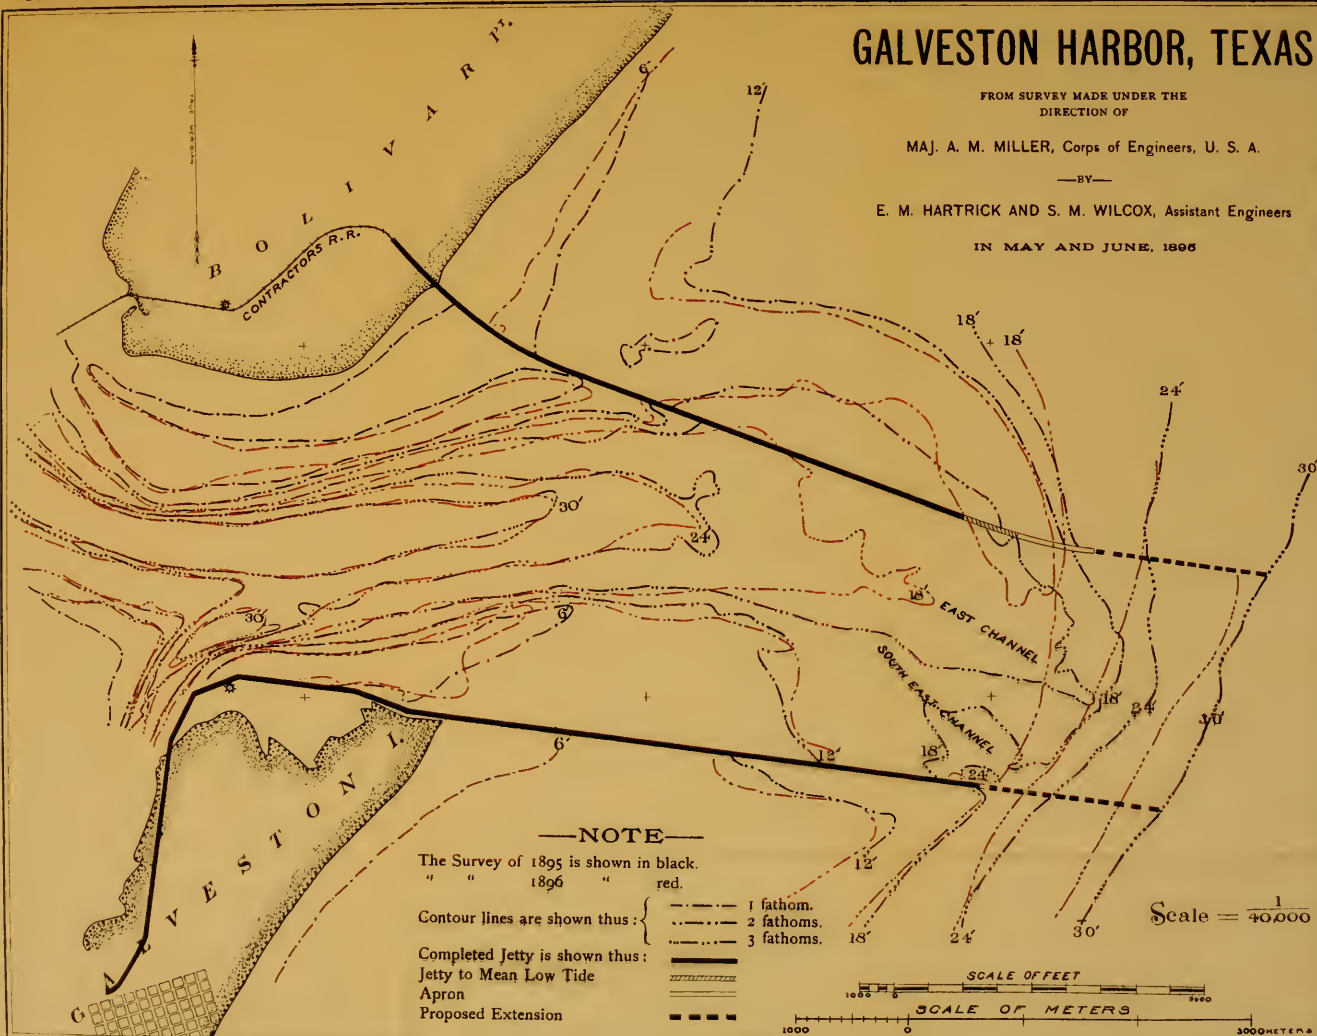 GALVESTON HARBOR, TEXAS
FROM SURVEY MADE UNDER THE
DIRECTION OF
MAJ. A. M. MILLER, Corps of Engineers, U. S. A.
—BY—
E. M. HARTRICK AND S. M. WILCOX, Assistant Engineers
IN MAY AND JUNE, 1896
TRUE MERIDIAN
BOLIVAR PT.
CONTRACTORS R.R.
6'
12'
18'
18'
24'
30'
30'
24'
30'
6'
18'
EAST CHANNEL
SOUTH EAST CHANNEL
18'
24'
30'
18'
24'
12'
6'
12'
18'
24'
30'
GALVESTON I.
—NOTE—
The Survey of 1895 is shown in black.
" " 1896 " red.
Contour lines are shown thus: { 1 fathom.
2 fathoms.
3 fathoms.
Completed Jetty is shown thus:
Jetty to Mean Low Tide
Apron
Proposed Extension
Scale = 1/40,000
SCALE OF FEET
1000 0
SCALE OF METERS
1000 0 3000 METERS